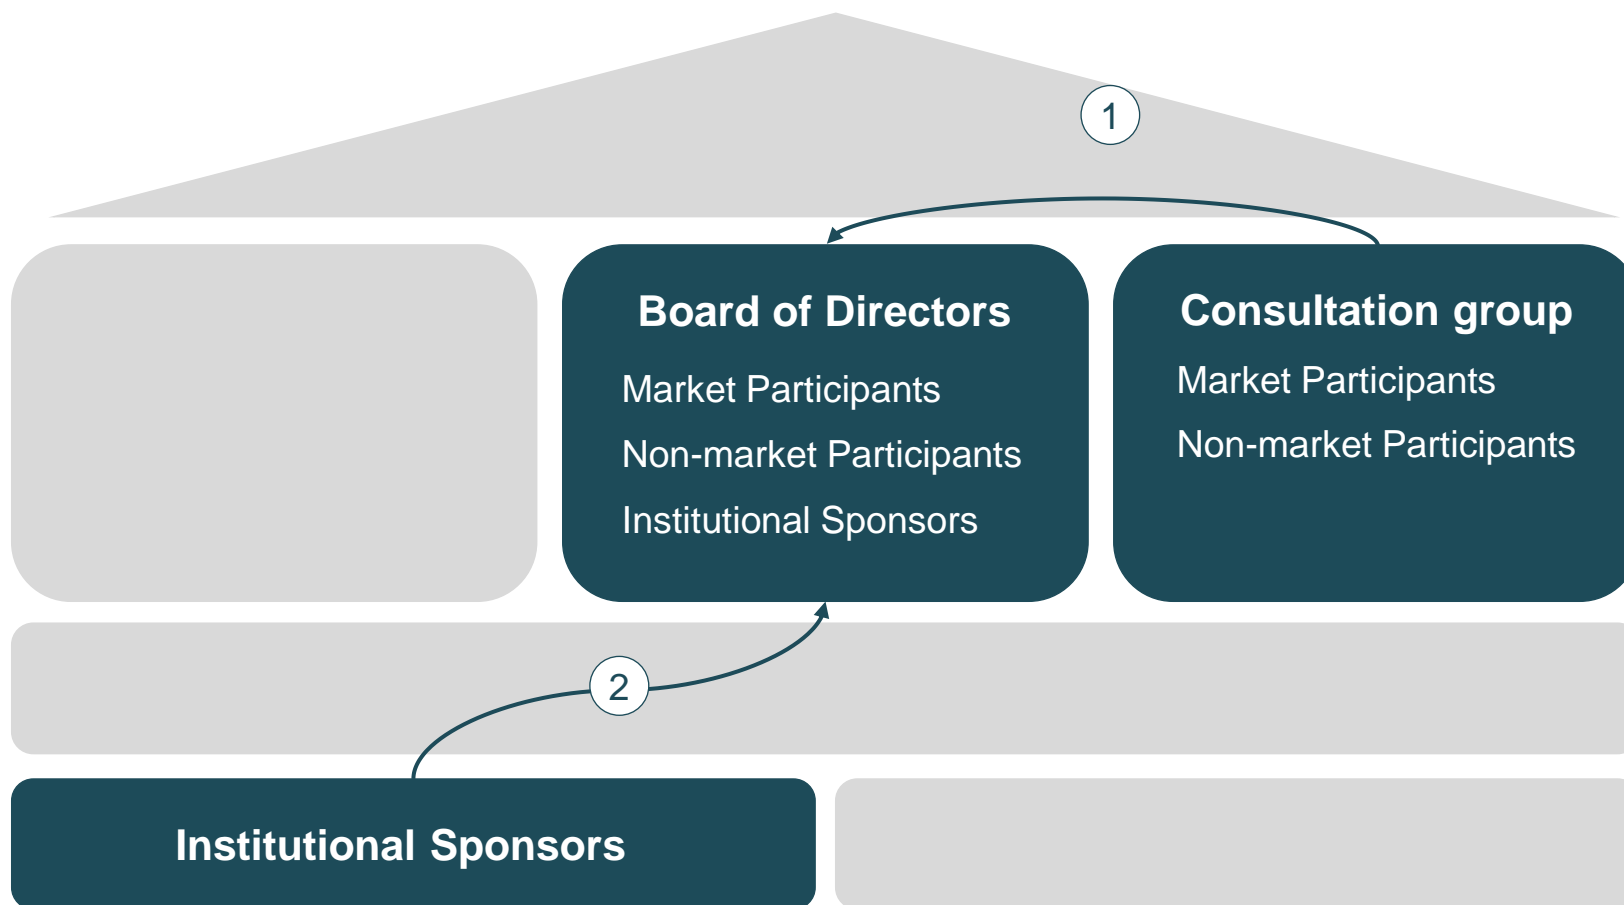 1
Board of Directors
Market Participants
Non-market Participants
Institutional Sponsors
Consultation group
Market Participants
Non-market Participants
2
Institutional Sponsors